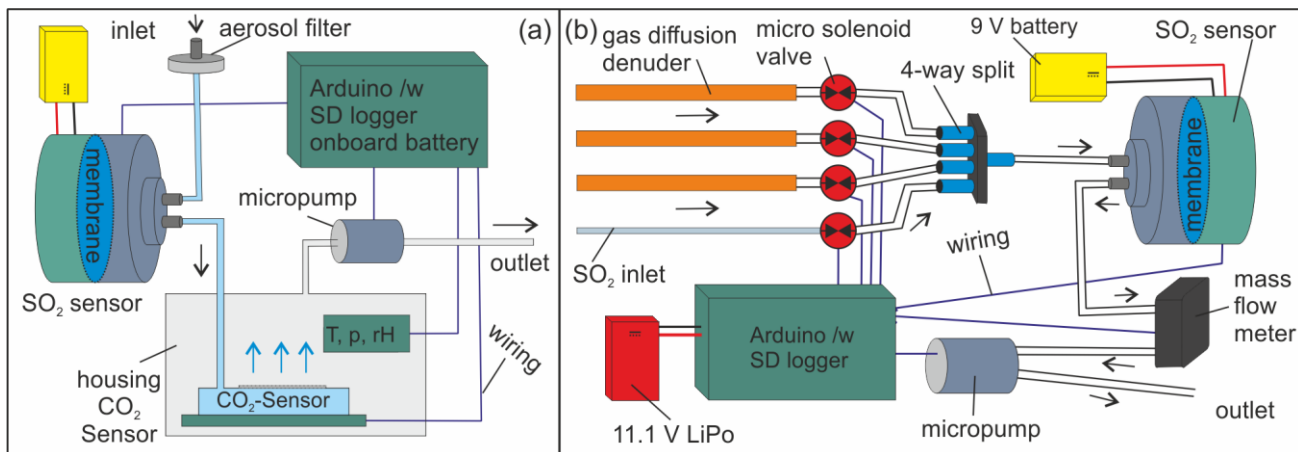 inlet
aerosol filter
(a)
Arduino /w
SD logger
onboard battery
membrane
micropump
outlet
SO₂ sensor
T, p, rH
wiring
housing
CO₂
Sensor
CO₂-Sensor
(b)
gas diffusion
denuder
micro solenoid
valve
9 V battery
SO₂ sensor
4-way split
membrane
SO₂ inlet
wiring
mass
flow
meter
Arduino /w
SD logger
micropump
outlet
11.1 V LiPo